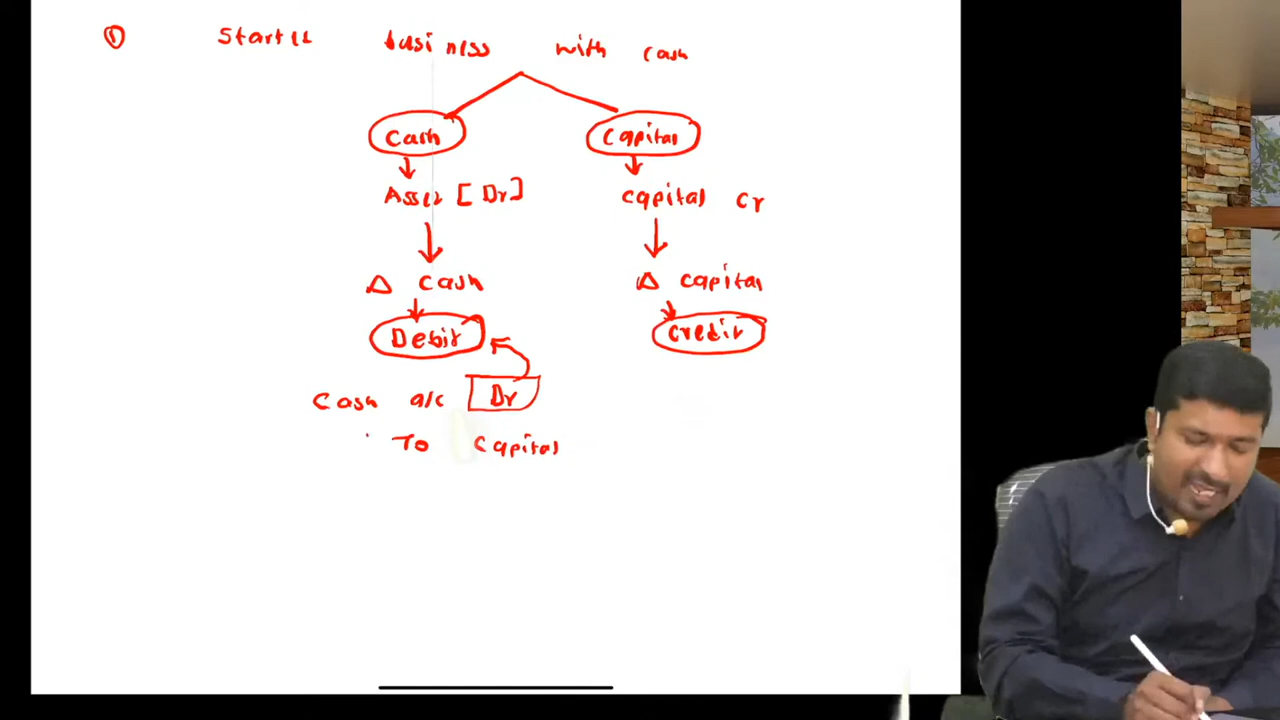 ① Started business with cash
Cash Capital
Asset [Dr] Capital Cr
Δ Cash Δ Capital
Debit Credit
Cash a/c Dr
To Capital